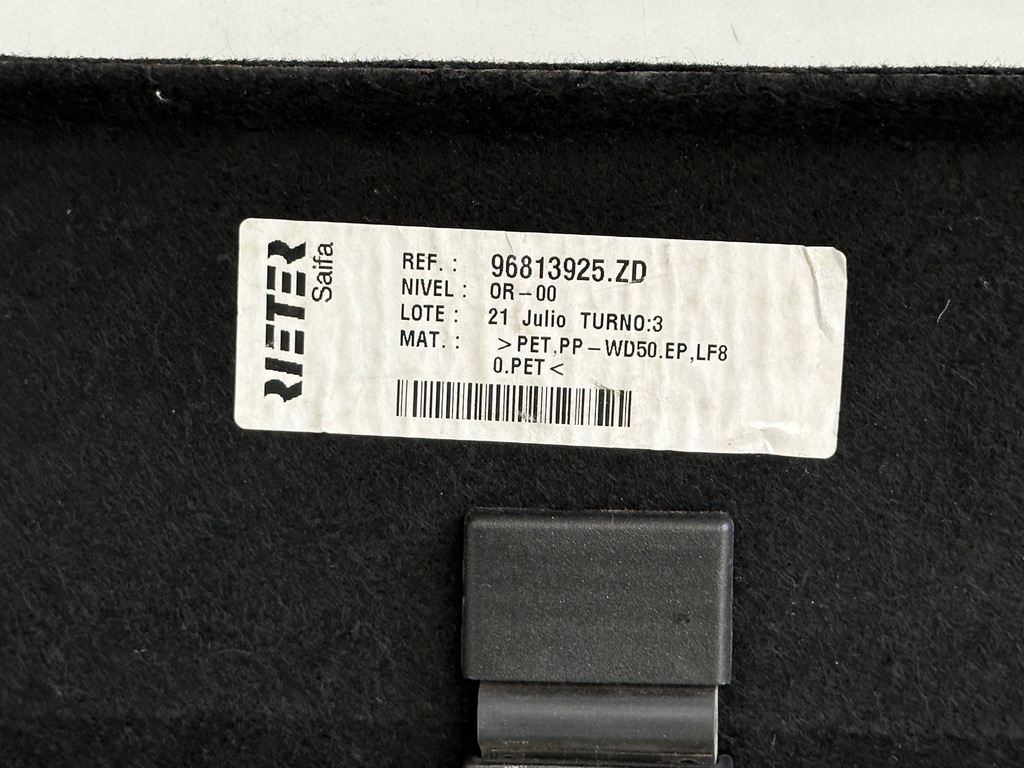 RIETER
Saifa
REF. : 96813925.ZD
NIVEL : OR-00
LOTE : 21 Julio TURNO:3
MAT. : >PET,PP-WD50.EP,LF8
0.PET<